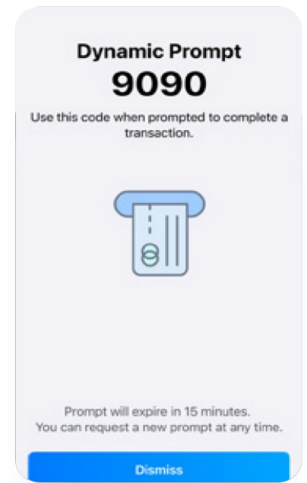 Dynamic Prompt
9090
Use this code when prompted to complete a
transaction.
Prompt will expire in 15 minutes.
You can request a new prompt at any time.
Dismiss